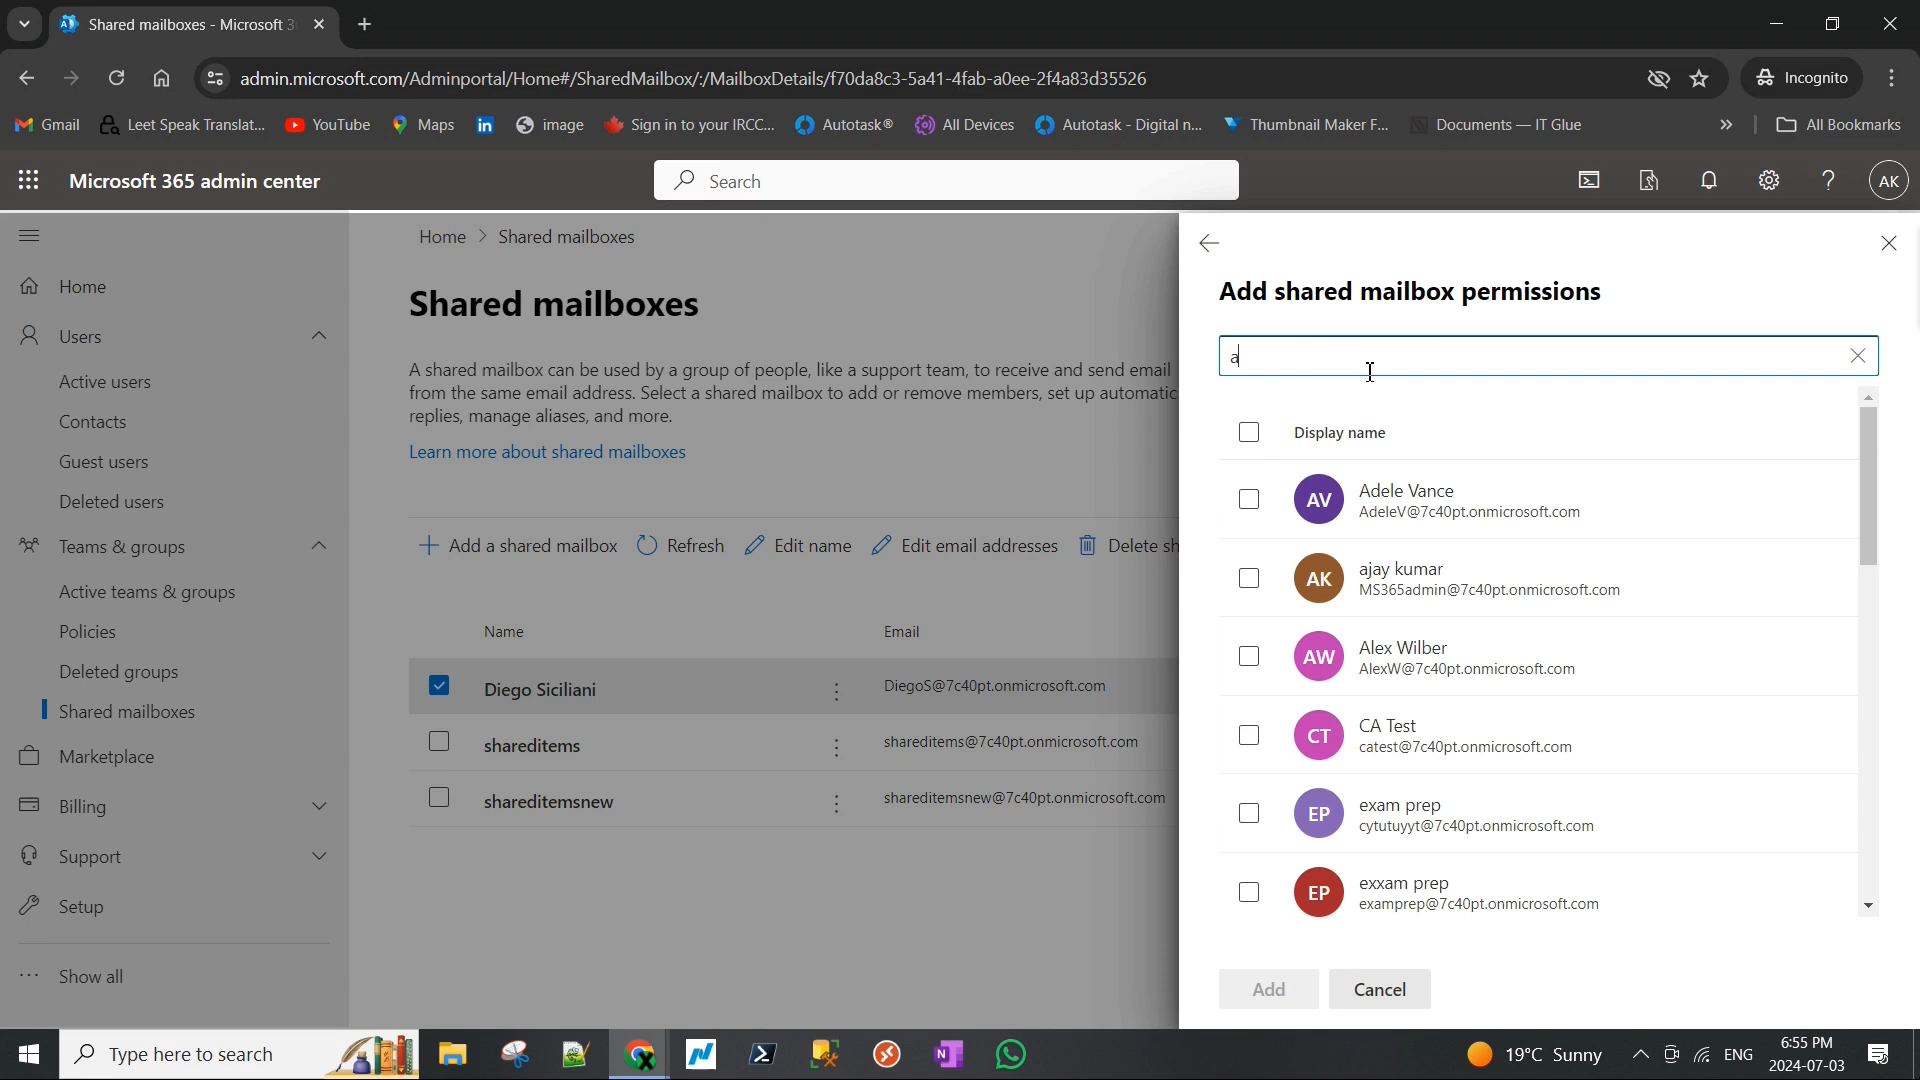 Shared mailboxes - Microsoft 3
admin.microsoft.com/Adminportal/Home#/SharedMailbox/:/MailboxDetails/f70da8c3-5a41-4fab-a0ee-2f4a83d35526
Incognito
Gmail
Leet Speak Translat...
YouTube
Maps
image
Sign in to your IRCC...
Autotask®
All Devices
Autotask - Digital n...
Thumbnail Maker F...
Documents — IT Glue
All Bookmarks
Microsoft 365 admin center
Search
AK
Home
Users
Active users
Contacts
Guest users
Deleted users
Teams & groups
Active teams & groups
Policies
Deleted groups
Shared mailboxes
Marketplace
Billing
Support
Setup
Show all
Home > Shared mailboxes
Shared mailboxes
A shared mailbox can be used by a group of people, like a support team, to receive and send email
from the same email address. Select a shared mailbox to add or remove members, set up automatic
replies, manage aliases, and more.
Learn more about shared mailboxes
Add a shared mailbox
Refresh
Edit name
Edit email addresses
Delete sh
Name Email
Diego Siciliani DiegoS@7c40pt.onmicrosoft.com
shareditems shareditems@7c40pt.onmicrosoft.com
shareditemsnew shareditemsnew@7c40pt.onmicrosoft.com
Add shared mailbox permissions
a
Display name
AV
Adele Vance
AdeleV@7c40pt.onmicrosoft.com
AK
ajay kumar
MS365admin@7c40pt.onmicrosoft.com
AW
Alex Wilber
AlexW@7c40pt.onmicrosoft.com
CT
CA Test
catest@7c40pt.onmicrosoft.com
EP
exam prep
cytutuyyt@7c40pt.onmicrosoft.com
EP
exxam prep
examprep@7c40pt.onmicrosoft.com
Add
Cancel
Type here to search
19°C Sunny
ENG
6:55 PM
2024-07-03